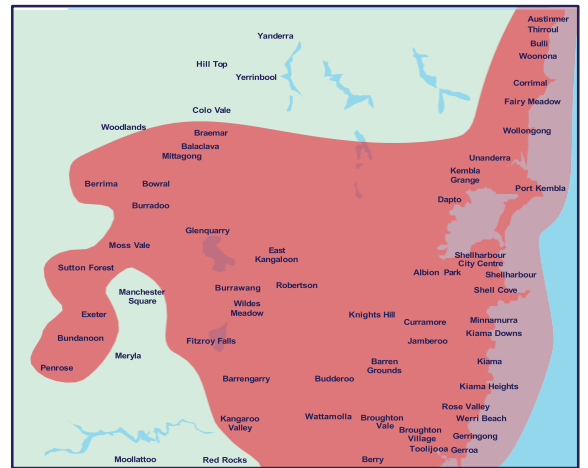 Austinmer
Thirroul
Yanderra
Bulli
Woonona
Hill Top
Yerrinbool
Corrimal
Fairy Meadow
Colo Vale
Woodlands
Braemar
Wollongong
Balaclava
Mittagong
Unanderra
Kembla
Grange
Berrima
Bowral
Port Kembla
Dapto
Burradoo
Glenquarry
Moss Vale
East
Kangaloon
Shellharbour
City Centre
Sutton Forest
Albion Park
Shellharbour
Manchester
Square
Burrawang
Robertson
Shell Cove
Wildes
Meadow
Exeter
Knights Hill
Curramore
Minnamurra
Kiama Downs
Bundanoon
Fitzroy Falls
Jamberoo
Meryla
Barren
Grounds
Kiama
Penrose
Barrengarry
Budderoo
Kiama Heights
Rose Valley
Kangaroo
Valley
Wattamolla
Broughton
Vale
Werri Beach
Broughton
Village
Gerringong
Toolijooa
Gerroa
Moollattoo
Red Rocks
Berry